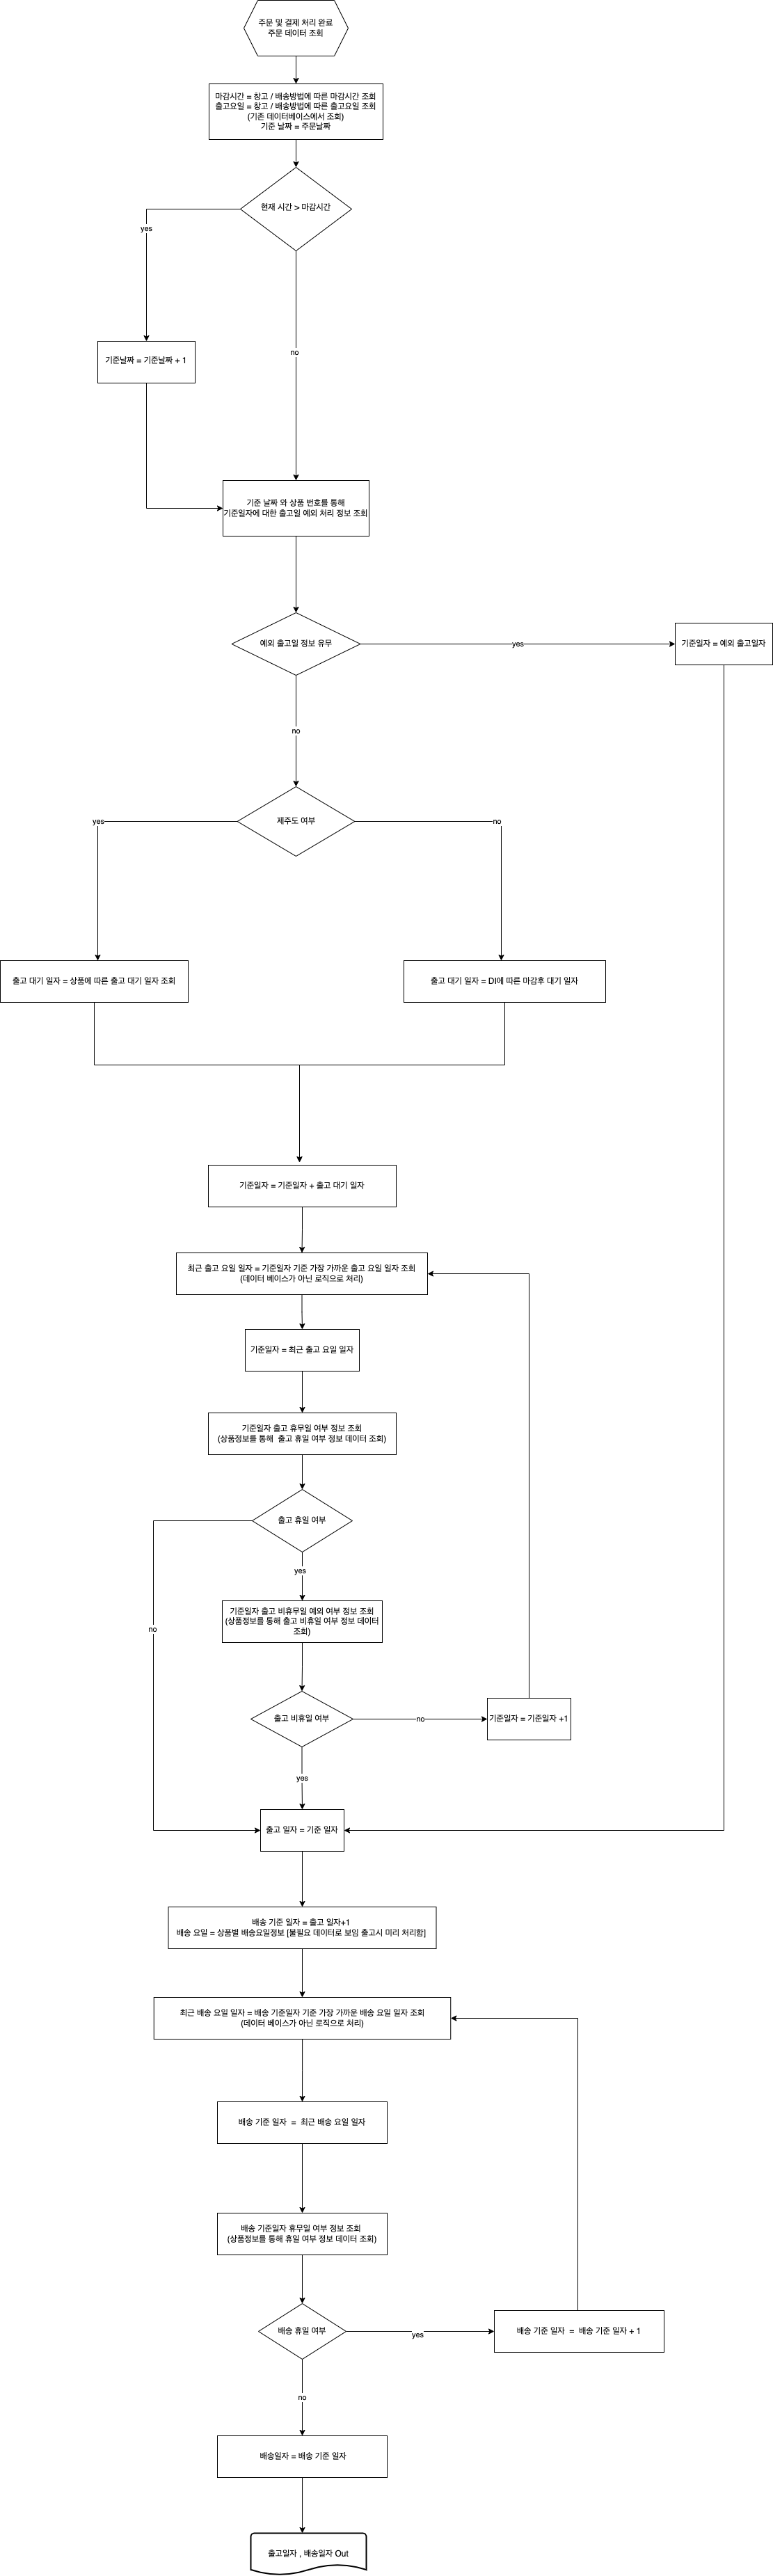 주문 및 결제 처리 완료
주문 데이터 조회
마감시간 = 창고 / 배송방법에 따른 마감시간 조회
출고요일 = 창고 / 배송방법에 따른 출고요일 조회
(기존 데이터베이스에서 조회)
기준 날짜 = 주문날짜
현재 시간 > 마감시간
yes
no
기준날짜 = 기준날짜 + 1
기준 날짜 와 상품 번호를 통해
기준일자에 대한 출고일 예외 처리 정보 조회
예외 출고일 정보 유무
yes
기준일자 = 예외 출고일자
no
제주도 여부
yes
no
출고 대기 일자 = 상품에 따른 출고 대기 일자 조회
출고 대기 일자 = DI에 따른 마감후 대기 일자
기준일자 = 기준일자 + 출고 대기 일자
최근 출고 요일 일자 = 기준일자 기준 가장 가까운 출고 요일 일자 조회
(데이터 베이스가 아닌 로직으로 처리)
기준일자 = 최근 출고 요일 일자
기준일자 출고 휴무일 여부 정보 조회
(상품정보를 통해 출고 휴일 여부 정보 데이터 조회)
출고 휴일 여부
yes
기준일자 출고 비휴무일 예외 여부 정보 조회
(상품정보를 통해 출고 비휴일 여부 정보 데이터
조회)
no
출고 비휴일 여부
no
기준일자 = 기준일자 +1
yes
출고 일자 = 기준 일자
배송 기준 일자 = 출고 일자+1
배송 요일 = 상품별 배송요일정보 [불필요 데이터로 보임 출고시 미리 처리함]
최근 배송 요일 일자 = 배송 기준일자 기준 가장 가까운 배송 요일 일자 조회
(데이터 베이스가 아닌 로직으로 처리)
배송 기준 일자 = 최근 배송 요일 일자
배송 기준일자 휴무일 여부 정보 조회
(상품정보를 통해 휴일 여부 정보 데이터 조회)
배송 휴일 여부
yes
배송 기준 일자 = 배송 기준 일자 + 1
no
배송일자 = 배송 기준 일자
출고일자 , 배송일자 Out